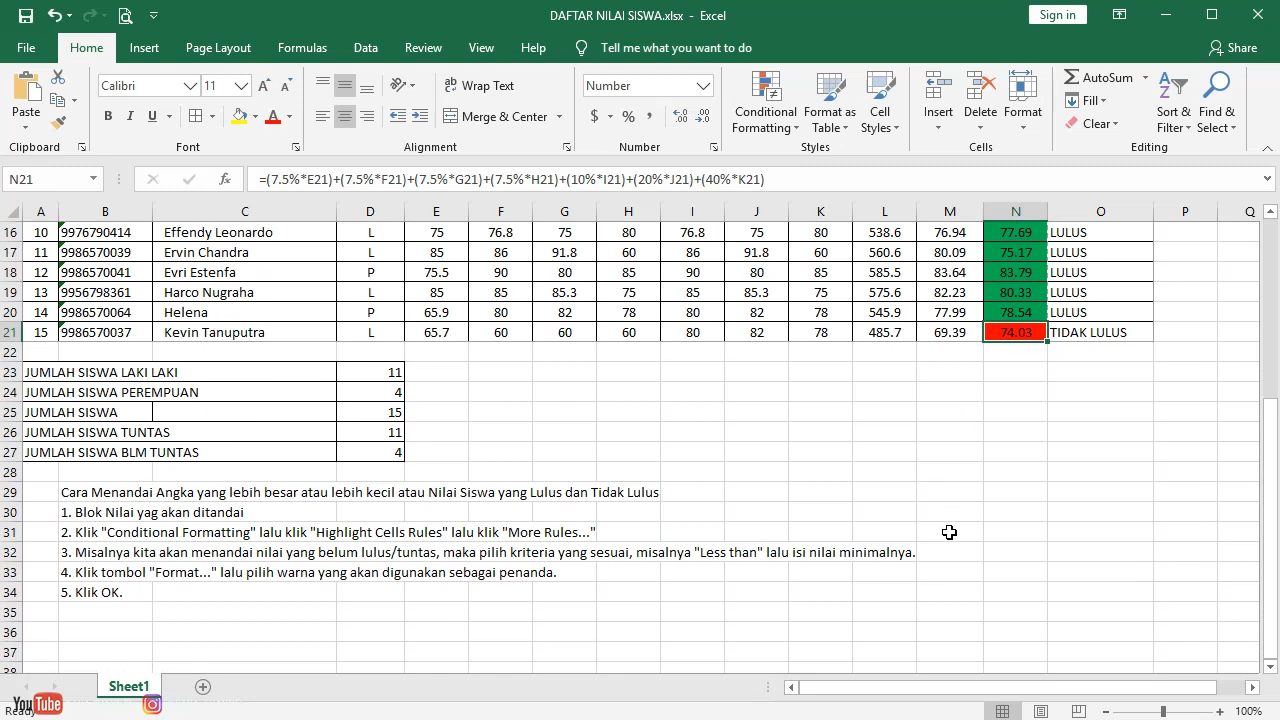 DAFTAR NILAI SISWA.xlsx - Excel
Sign in
File Home Insert Page Layout Formulas Data Review View Help Tell me what you want to do Share
Calibri 11 Wrap Text Number AutoSum
Paste B I U Merge & Center $ % Conditional Formatting Format as Table Cell Styles Insert Delete Format Fill Clear Sort & Filter Find & Select
Clipboard Font Alignment Number Styles Cells Editing
N21 fx =(7.5%*E21)+(7.5%*F21)+(7.5%*G21)+(7.5%*H21)+(10%*I21)+(20%*J21)+(40%*K21)
A B C D E F G H I J K L M N O P Q
16 10 9976790414 Effendy Leonardo L 75 76.8 75 80 76.8 75 80 538.6 76.94 77.69 LULUS
17 11 9986570039 Ervin Chandra L 85 86 91.8 60 86 91.8 60 560.6 80.09 75.17 LULUS
18 12 9986570041 Evri Estenfa P 75.5 90 80 85 90 80 85 585.5 83.64 83.79 LULUS
19 13 9956798361 Harco Nugraha L 85 85 85.3 75 85 85.3 75 575.6 82.23 80.33 LULUS
20 14 9986570064 Helena P 65.9 80 82 78 80 82 78 545.9 77.99 78.54 LULUS
21 15 9986570037 Kevin Tanuputra L 65.7 60 60 60 80 82 78 485.7 69.39 74.03 TIDAK LULUS
22
23 JUMLAH SISWA LAKI LAKI 11
24 JUMLAH SISWA PEREMPUAN 4
25 JUMLAH SISWA 15
26 JUMLAH SISWA TUNTAS 11
27 JUMLAH SISWA BLM TUNTAS 4
28
29 Cara Menandai Angka yang lebih besar atau lebih kecil atau Nilai Siswa yang Lulus dan Tidak Lulus
30 1. Blok Nilai yag akan ditandai
31 2. Klik "Conditional Formatting" lalu klik "Highlight Cells Rules" lalu klik "More Rules..."
32 3. Misalnya kita akan menandai nilai yang belum lulus/tuntas, maka pilih kriteria yang sesuai, misalnya "Less than" lalu isi nilai minimalnya.
33 4. Klik tombol "Format..." lalu pilih warna yang akan digunakan sebagai penanda.
34 5. Klik OK.
35
36
37
38
Sheet1
YouTube
Ready 100%